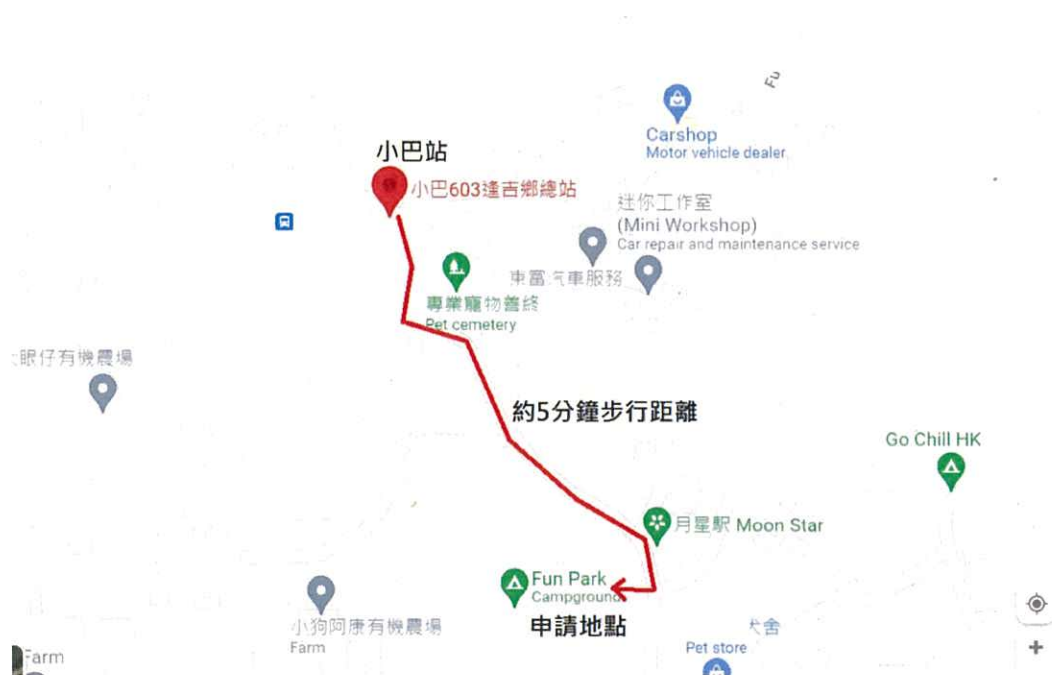 Fu
Carshop
Motor vehicle dealer
小巴站
小巴603逢吉鄉總站
迷你工作室
(Mini Workshop)
Car repair and maintenance service
東富汽車服務
專業寵物善終
Pet cemetery
眼仔有機農場
約5分鐘步行距離
Go Chill HK
月星駅 Moon Star
Fun Park
Campground
申請地點
小狗阿康有機農場
Farm
犬舍
Pet store
Farm